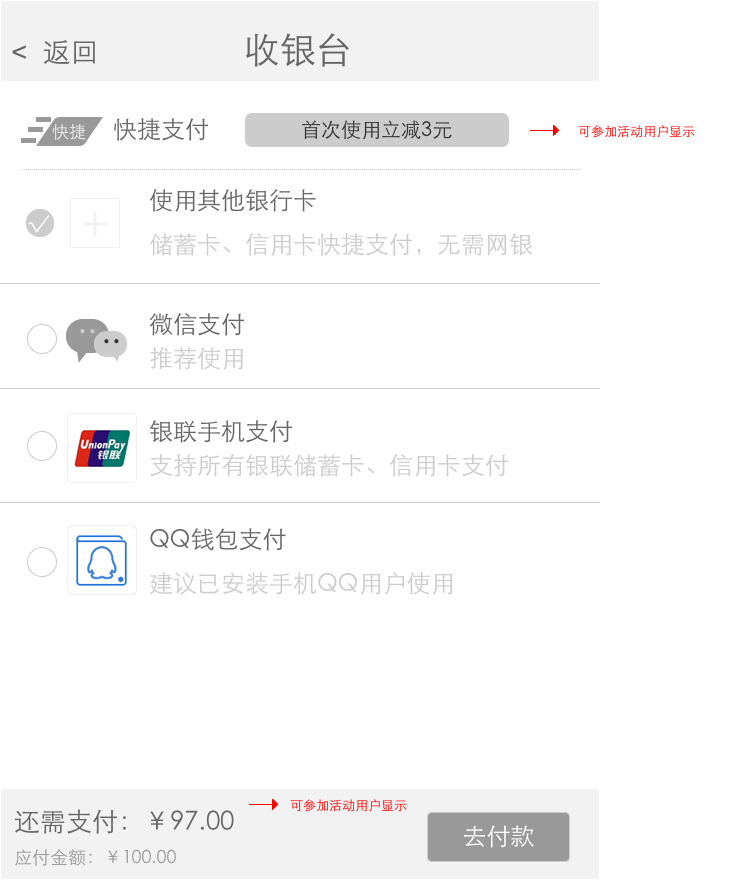 < 返回
收银台
快捷 快捷支付 首次使用立减3元 可参加活动用户显示
使用其他银行卡
储蓄卡、信用卡快捷支付，无需网银
微信支付
推荐使用
UnionPay
银联
银联手机支付
支持所有银联储蓄卡、信用卡支付
QQ钱包支付
建议已安装手机QQ用户使用
可参加活动用户显示
还需支付：￥97.00
应付金额：￥100.00
去付款